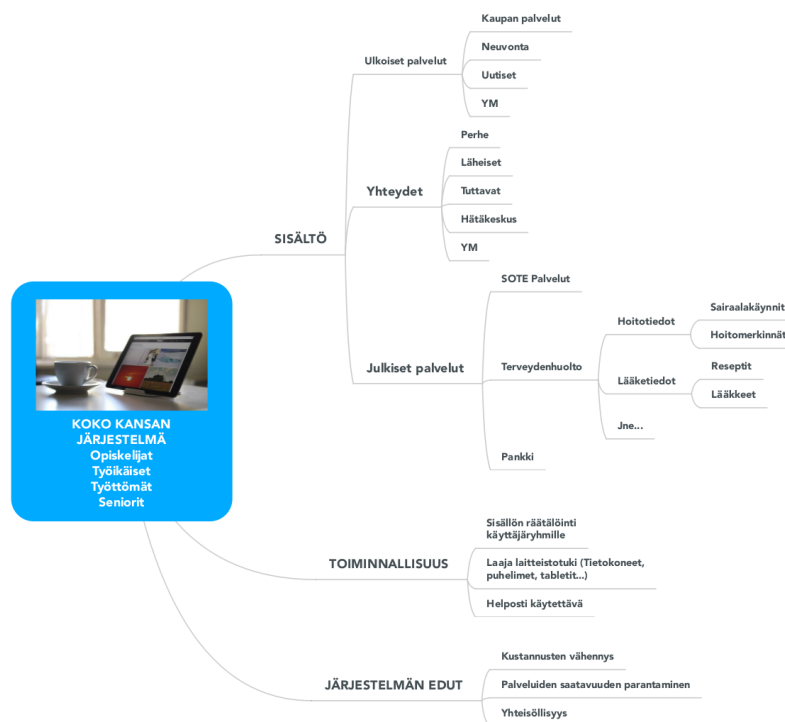 KOKO KANSAN
JÄRJESTELMÄ
Opiskelijat
Työikäiset
Työttömät
Seniorit
SISÄLTÖ
Ulkoiset palvelut
Kaupan palvelut
Neuvonta
Uutiset
YM
Yhteydet
Perhe
Läheiset
Tuttavat
Hätäkeskus
YM
Julkiset palvelut
SOTE Palvelut
Terveydenhuolto
Hoitotiedot
Sairaalakäynnit
Hoitomerkinnät
Lääketiedot
Reseptit
Lääkkeet
Jne...
Pankki
TOIMINNALLISUUS
Sisällön räätälöinti
käyttäjäryhmille
Laaja laitteistotuki (Tietokoneet,
puhelimet, tabletit...)
Helposti käytettävä
JÄRJESTELMÄN EDUT
Kustannusten vähennys
Palveluiden saatavuuden parantaminen
Yhteisöllisyys